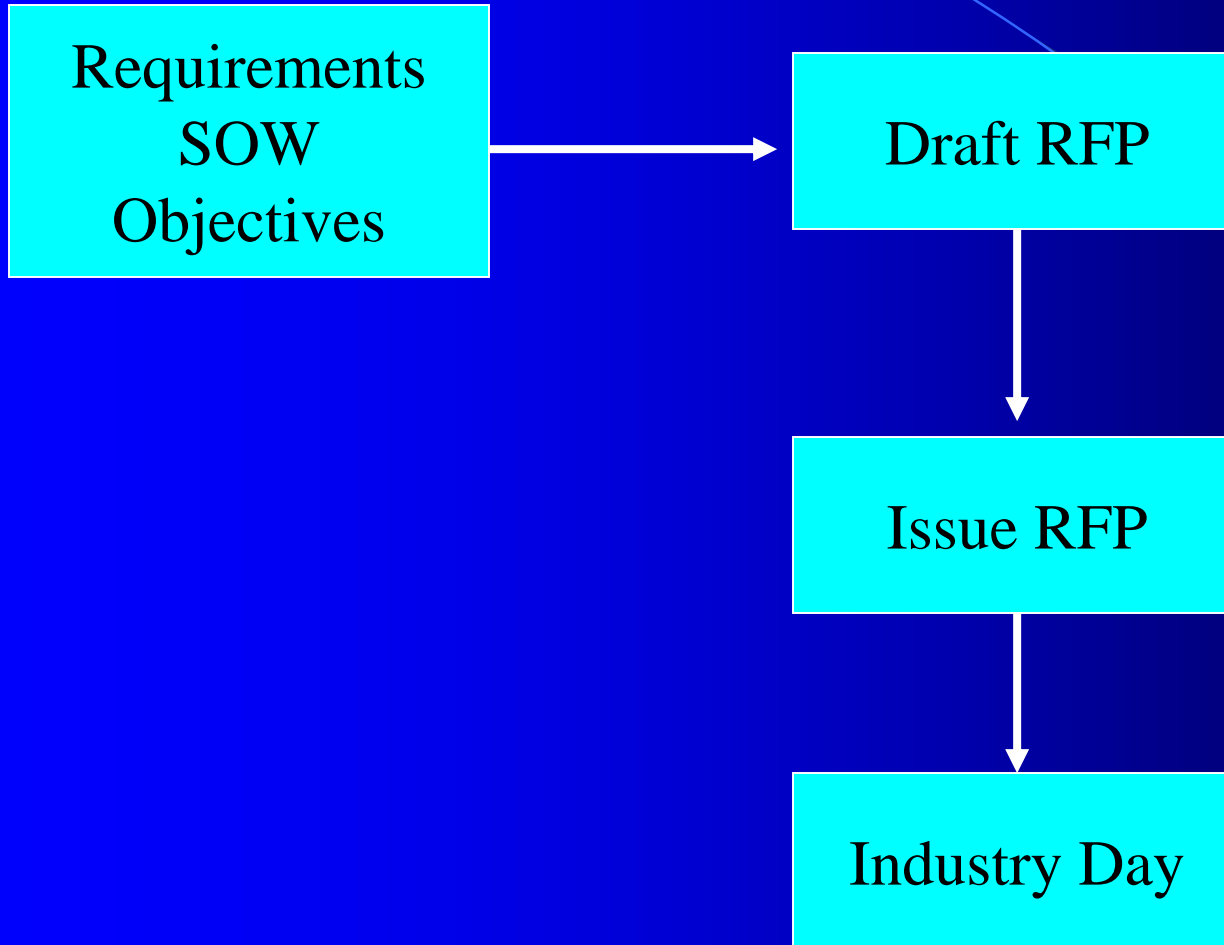 Requirements
SOW
Objectives
Draft RFP
Issue RFP
Industry Day